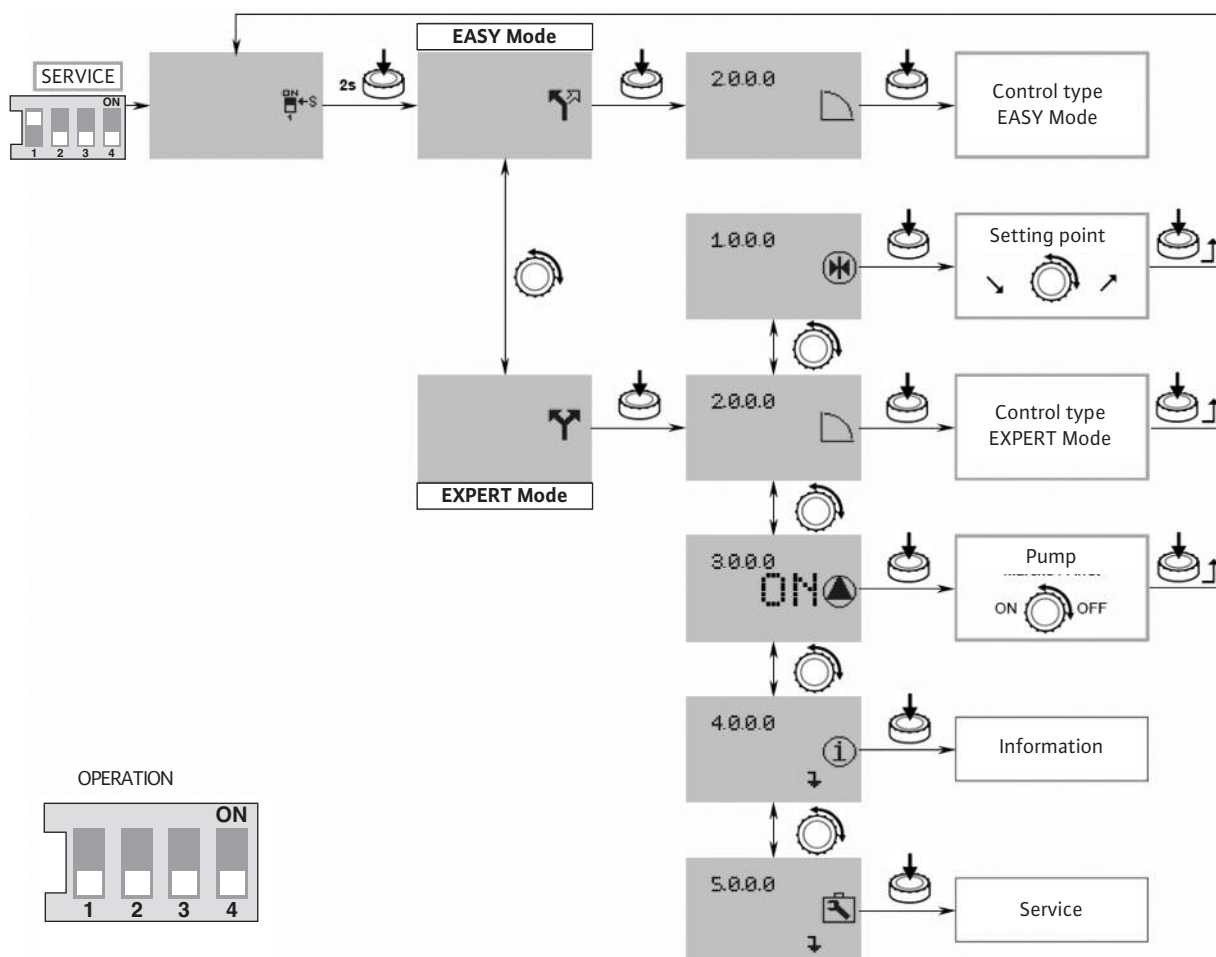 EASY Mode
SERVICE
ON
1 2 3 4
ON
←S
1
2s
2.0.0.0
Control type
EASY Mode
1.0.0.0
Setting point
2.0.0.0
Control type
EXPERT Mode
EXPERT Mode
3.0.0.0
ON
Pump
ON
OFF
4.0.0.0
i
Information
OPERATION
ON
1 2 3 4
5.0.0.0
Service